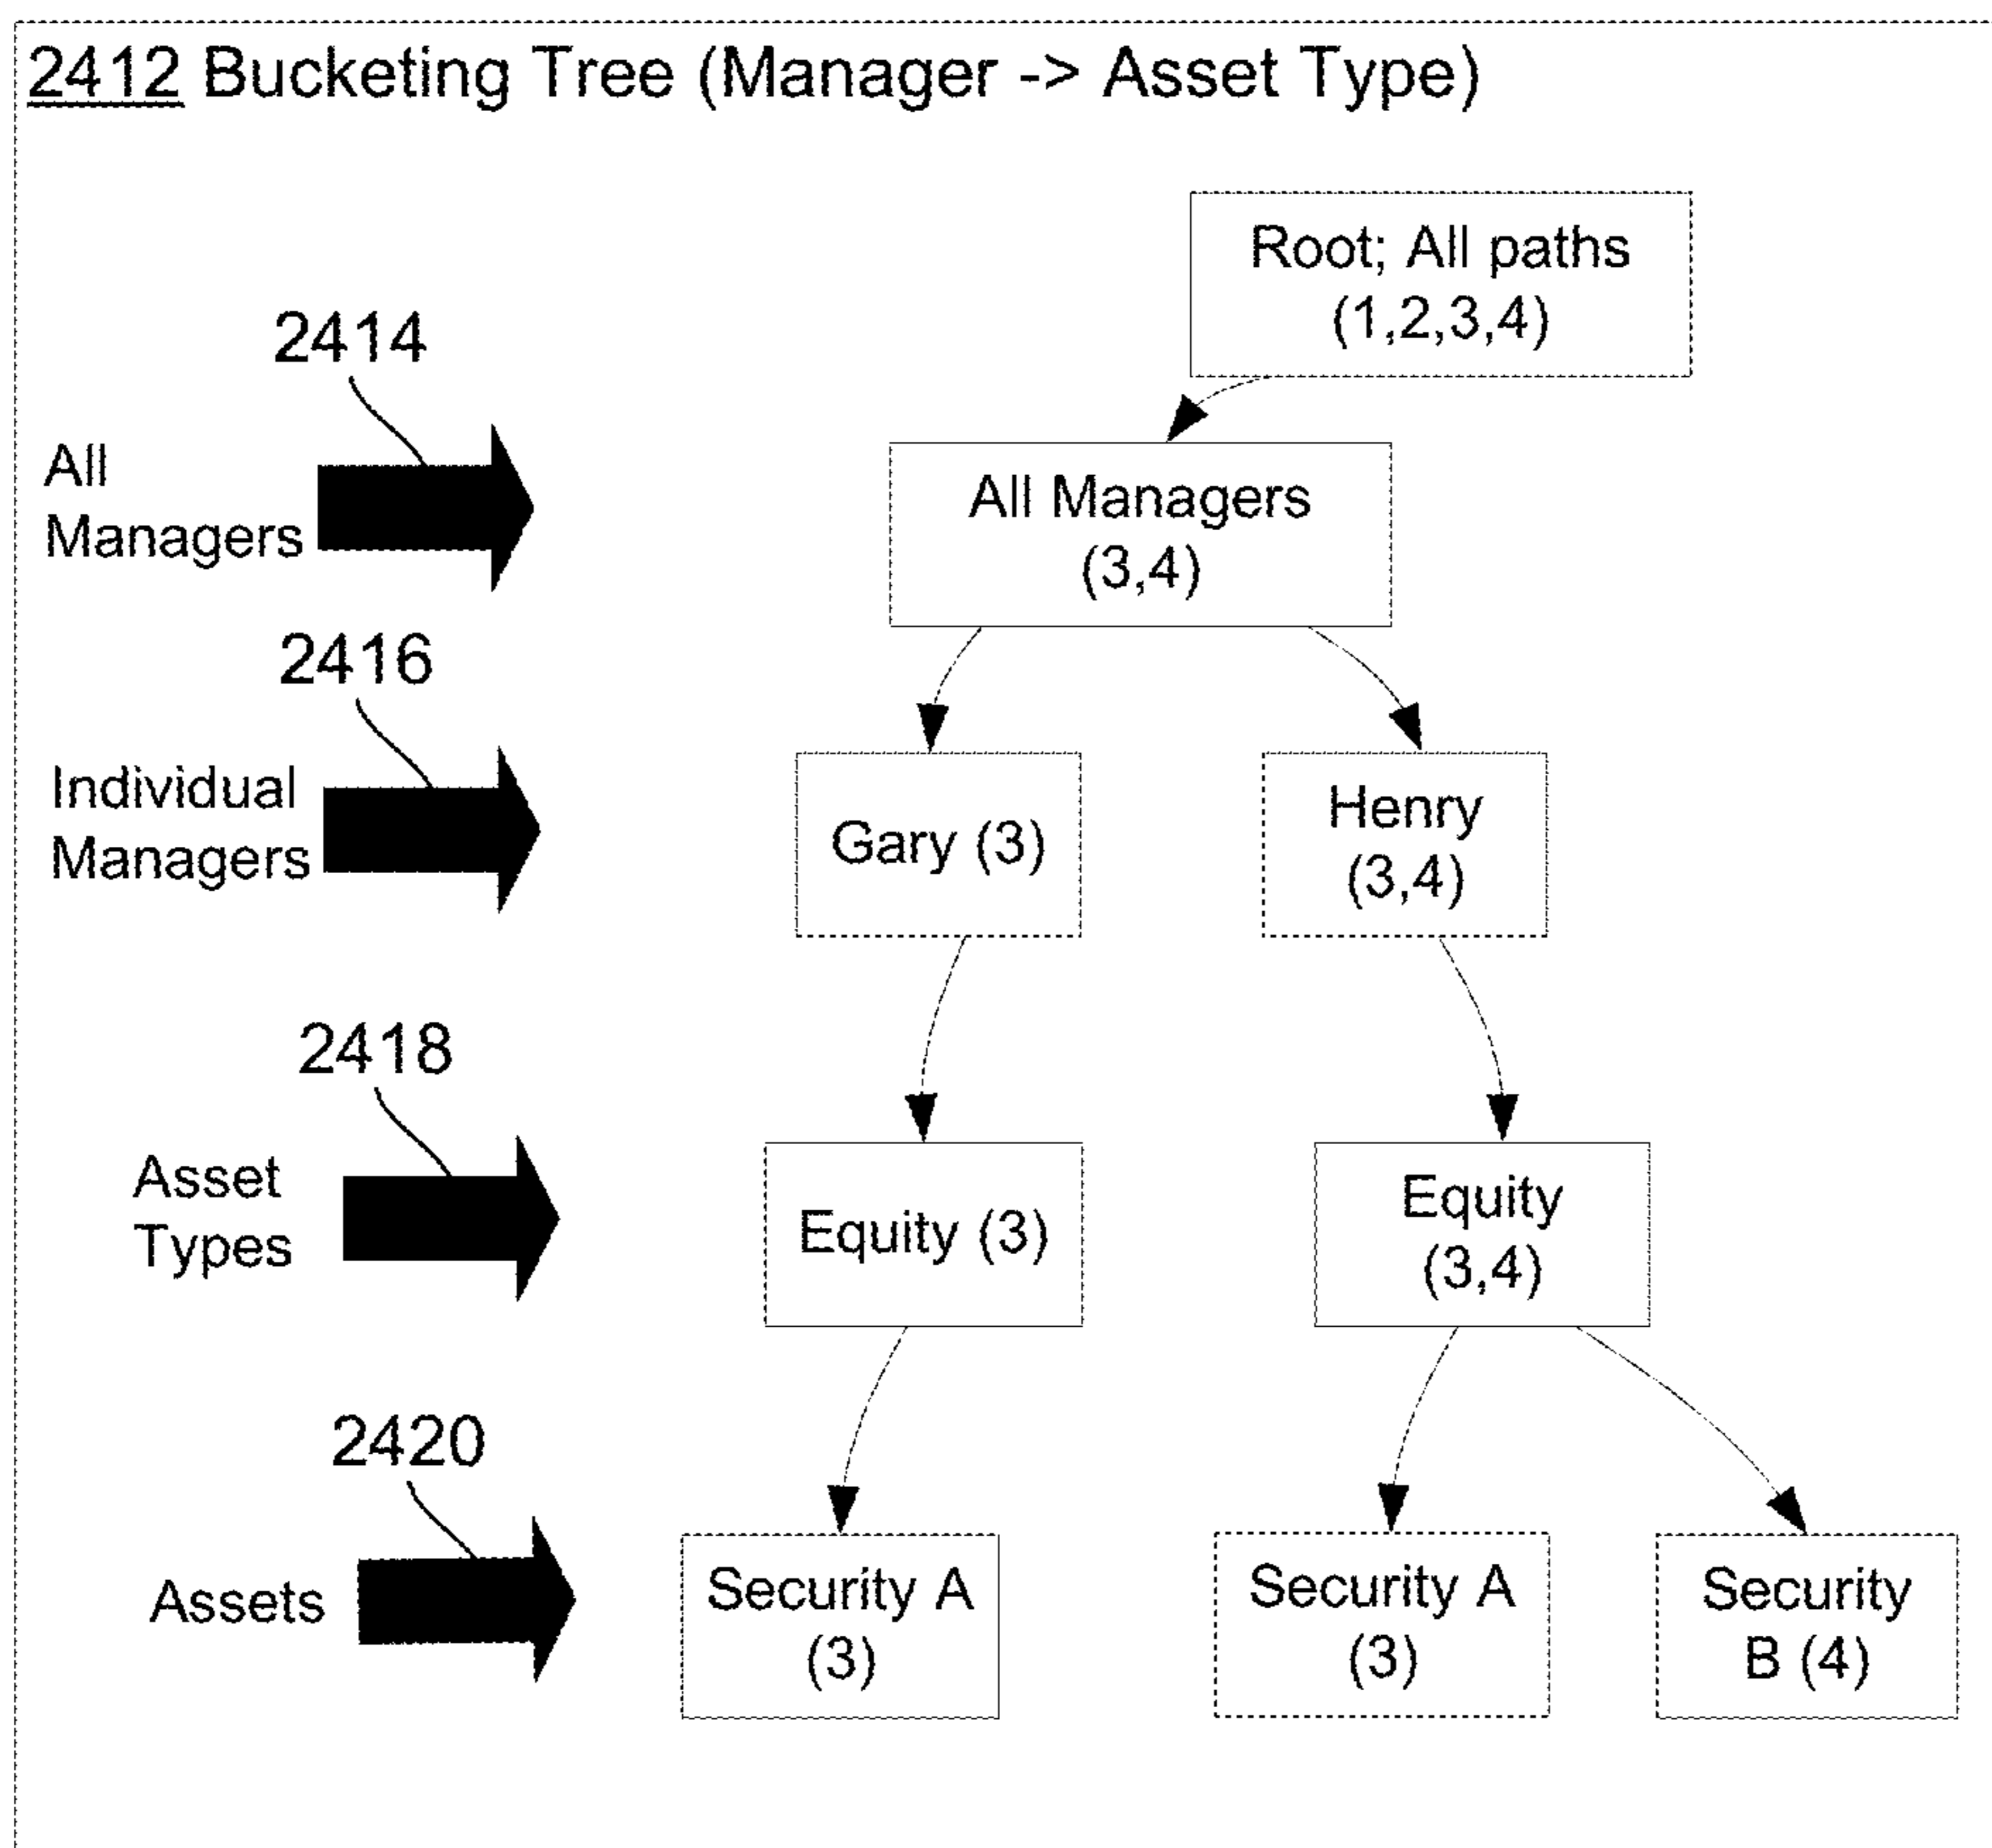 2412 Bucketing Tree (Manager -> Asset Type)
Root; All paths
(1,2,3,4)
2414
All
Managers
All Managers
(3,4)
2416
Individual
Managers
Gary (3)
Henry
(3,4)
2418
Asset
Types
Equity (3)
Equity
(3,4)
2420
Assets
Security A
(3)
Security A
(3)
Security
B (4)